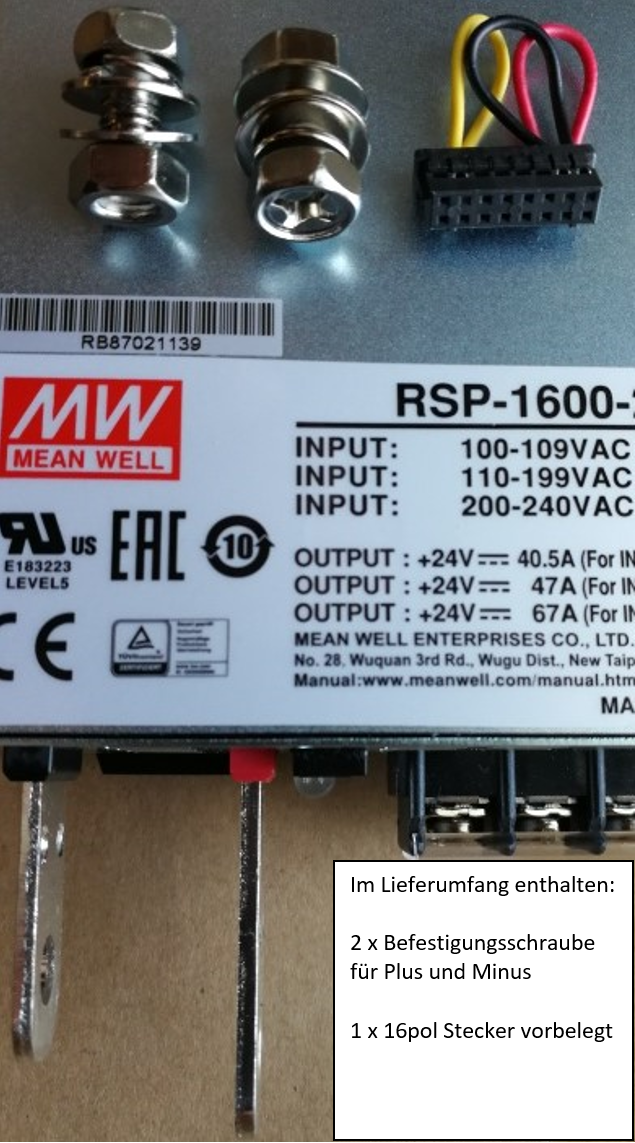 RB87021139
MW
MEAN WELL
RSP-1600-
INPUT: 100-109VAC
INPUT: 110-199VAC
INPUT: 200-240VAC
RU US
E183223
LEVEL5
EAC
10
OUTPUT : +24V 40.5A (For IN
OUTPUT : +24V 47A (For IN
OUTPUT : +24V 67A (For IN
CE
MEAN WELL ENTERPRISES CO., LTD.
No. 28, Wuquan 3rd Rd., Wugu Dist., New Taip
Manual:www.meanwell.com/manual.htm
MA
Im Lieferumfang enthalten:
2 x Befestigungsschraube
für Plus und Minus
1 x 16pol Stecker vorbelegt